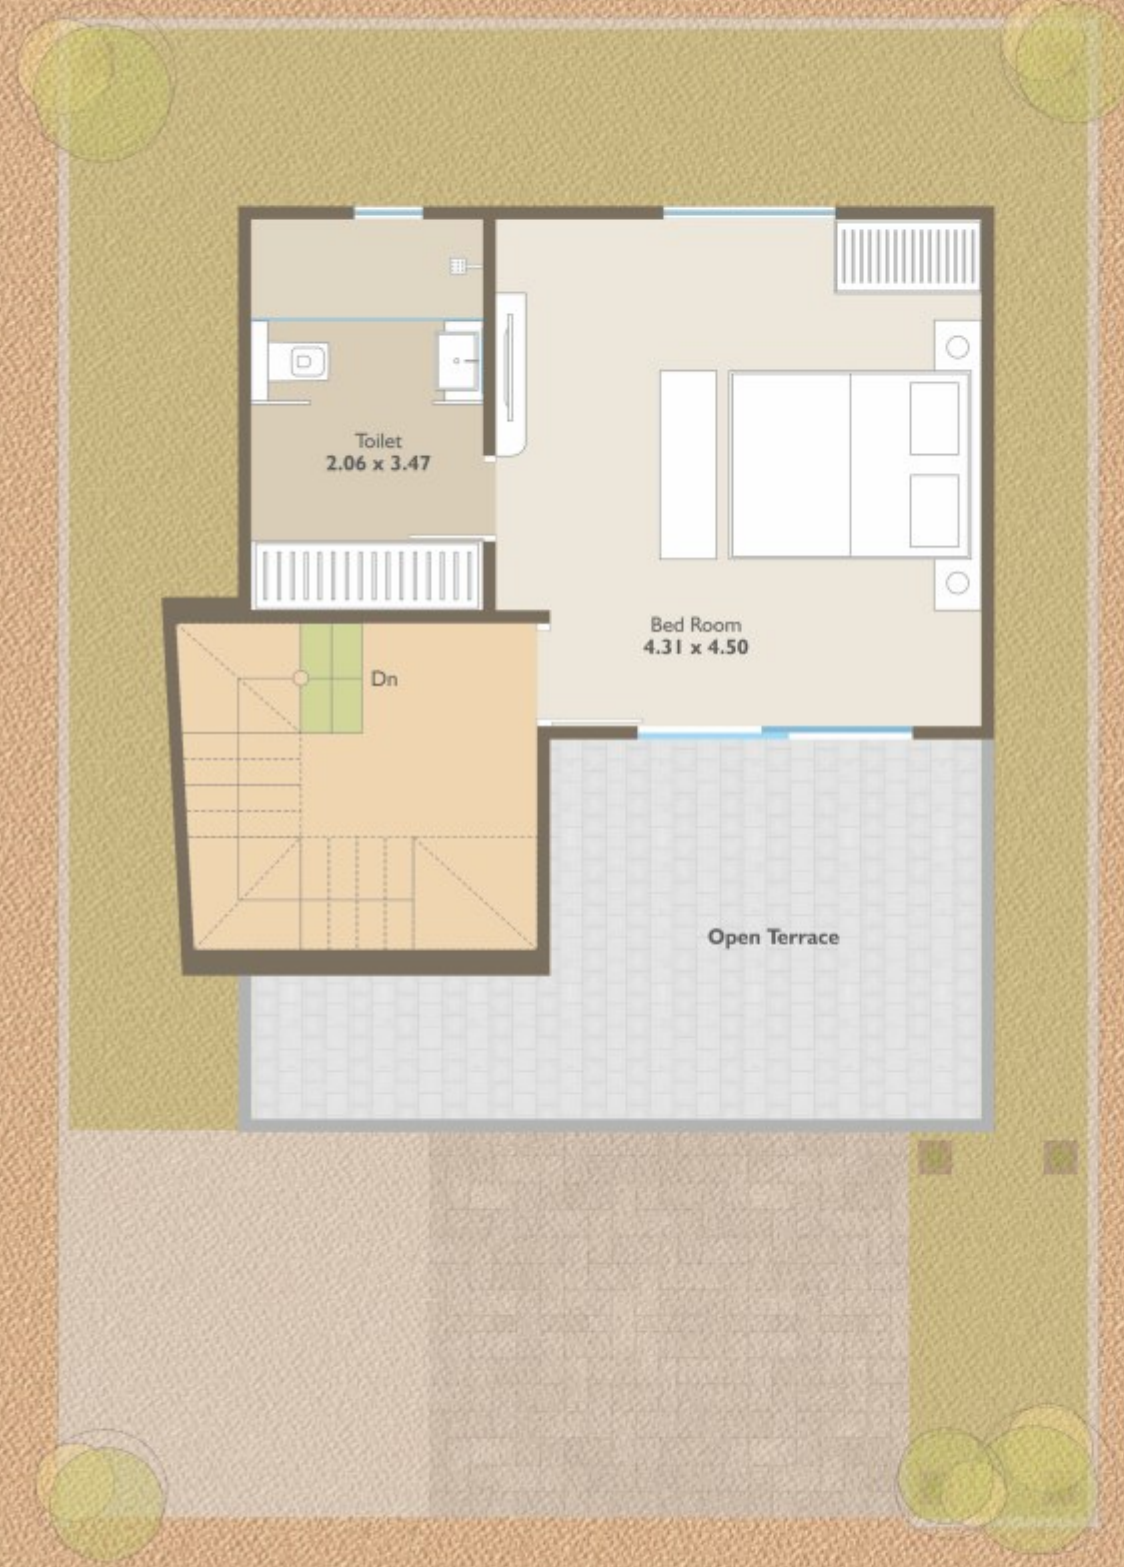 Toilet
2.06 x 3.47
Bed Room
4.31 x 4.50
Dn
Open Terrace